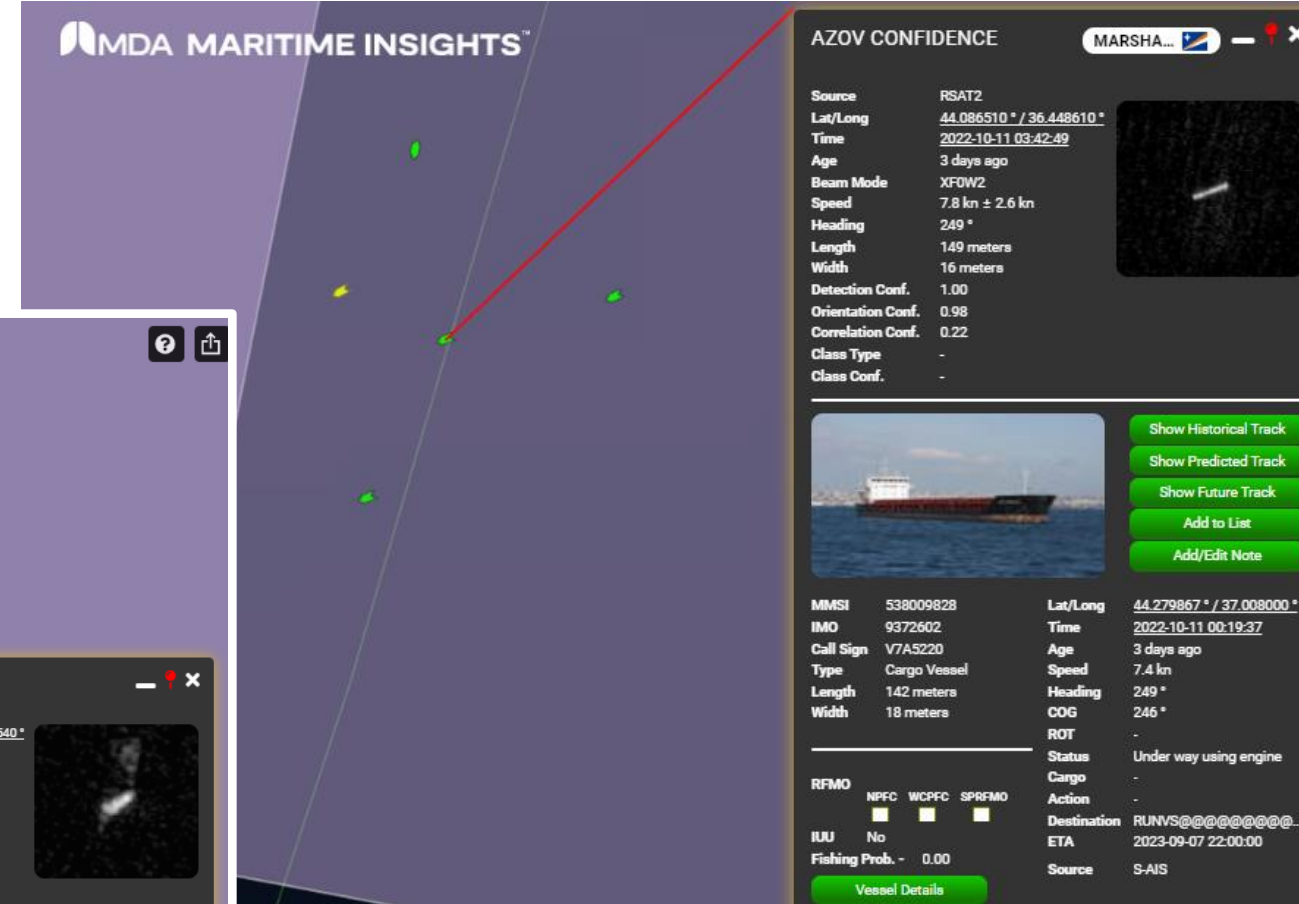 MDA MARITIME INSIGHTS™
AZOV CONFIDENCE MARSHA...
Source RSAT2
Lat/Long 44.086510 ° / 36.448610 °
Time 2022-10-11 03:42:49
Age 3 days ago
Beam Mode XF0W2
Speed 7.8 kn ± 2.6 kn
Heading 249 °
Length 149 meters
Width 16 meters
Detection Conf. 1.00
Orientation Conf. 0.98
Correlation Conf. 0.22
Class Type -
Class Conf. -
Show Historical Track
Show Predicted Track
Show Future Track
Add to List
Add/Edit Note
MMSI 538009828
IMO 9372602
Call Sign V7A5220
Type Cargo Vessel
Length 142 meters
Width 18 meters
RFMO
NPFC WCPFC SPRFMO
IUU No
Fishing Prob. - 0.00
Vessel Details
Lat/Long 44.279867 ° / 37.008000 °
Time 2022-10-11 00:19:37
Age 3 days ago
Speed 7.4 kn
Heading 249 °
COG 246 °
ROT -
Status Under way using engine
Cargo -
Action -
Destination RUNVS@@@@@@@@@...
ETA 2023-09-07 22:00:00
Source S-AIS
?
540 °